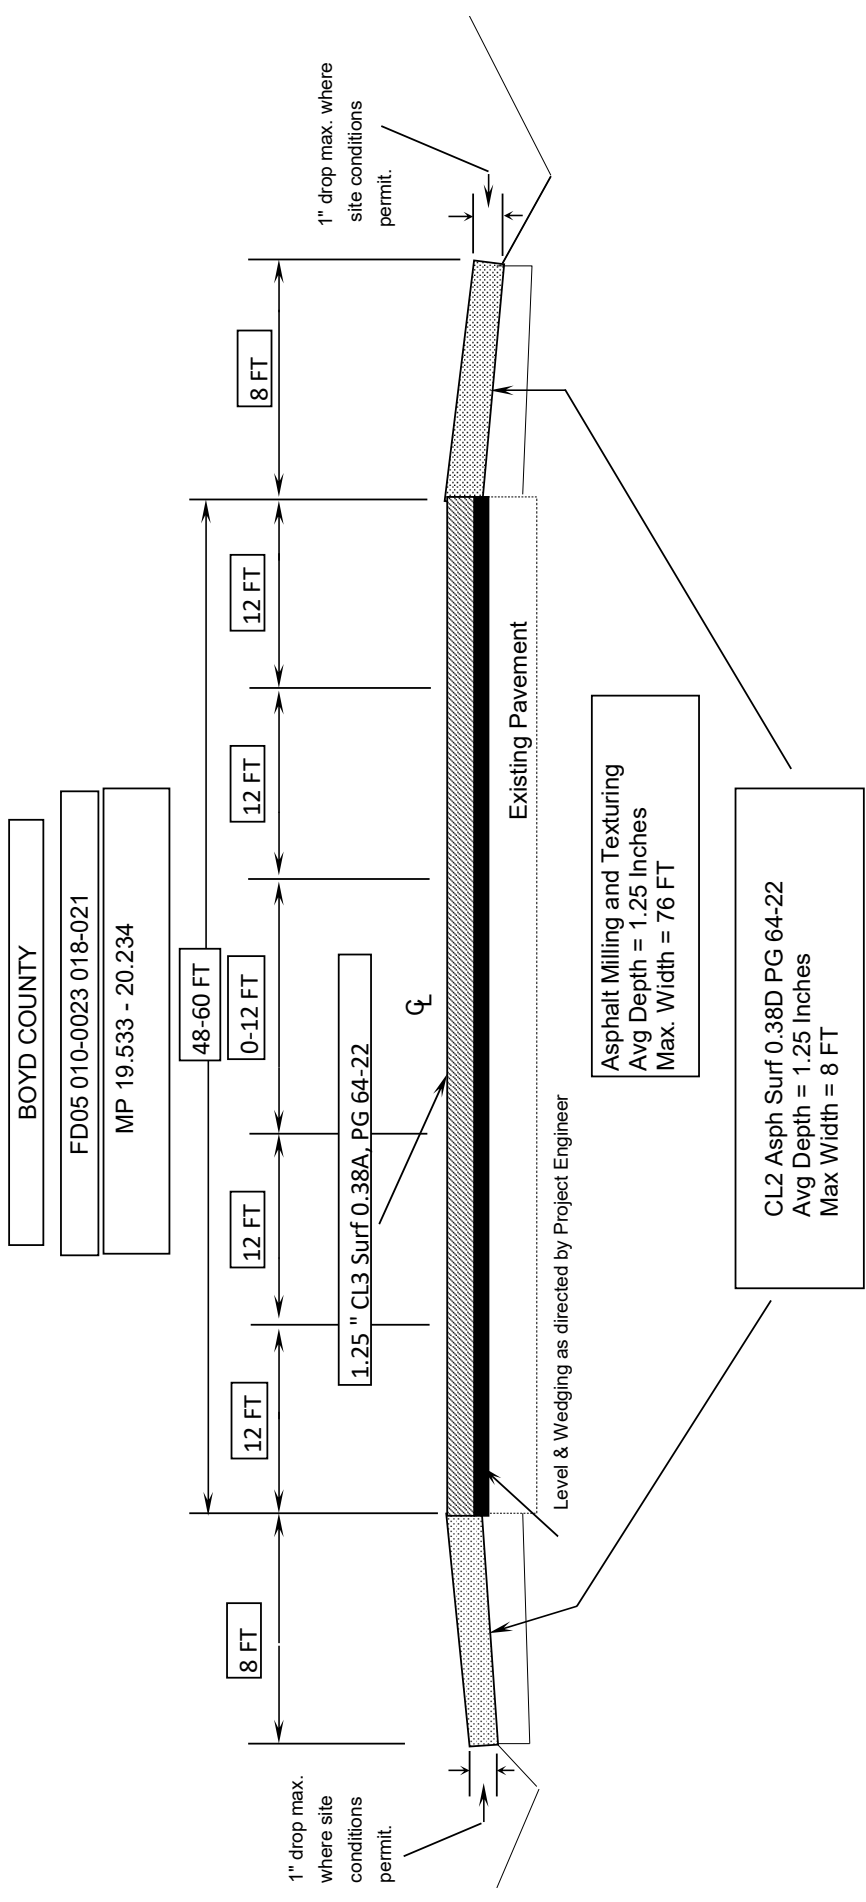 BOYD COUNTY
FD05 010-0023 018-021
MP 19.533 - 20.234
48-60 FT
8 FT
12 FT
12 FT
0-12 FT
12 FT
12 FT
8 FT
1" drop max.
where site
conditions
permit.
1.25 " CL3 Surf 0.38A, PG 64-22
℄
1" drop max. where
site conditions
permit.
Existing Pavement
Level & Wedging as directed by Project Engineer
Asphalt Milling and Texturing
Avg Depth = 1.25 Inches
Max. Width = 76 FT
CL2 Asph Surf 0.38D PG 64-22
Avg Depth = 1.25 Inches
Max Width = 8 FT